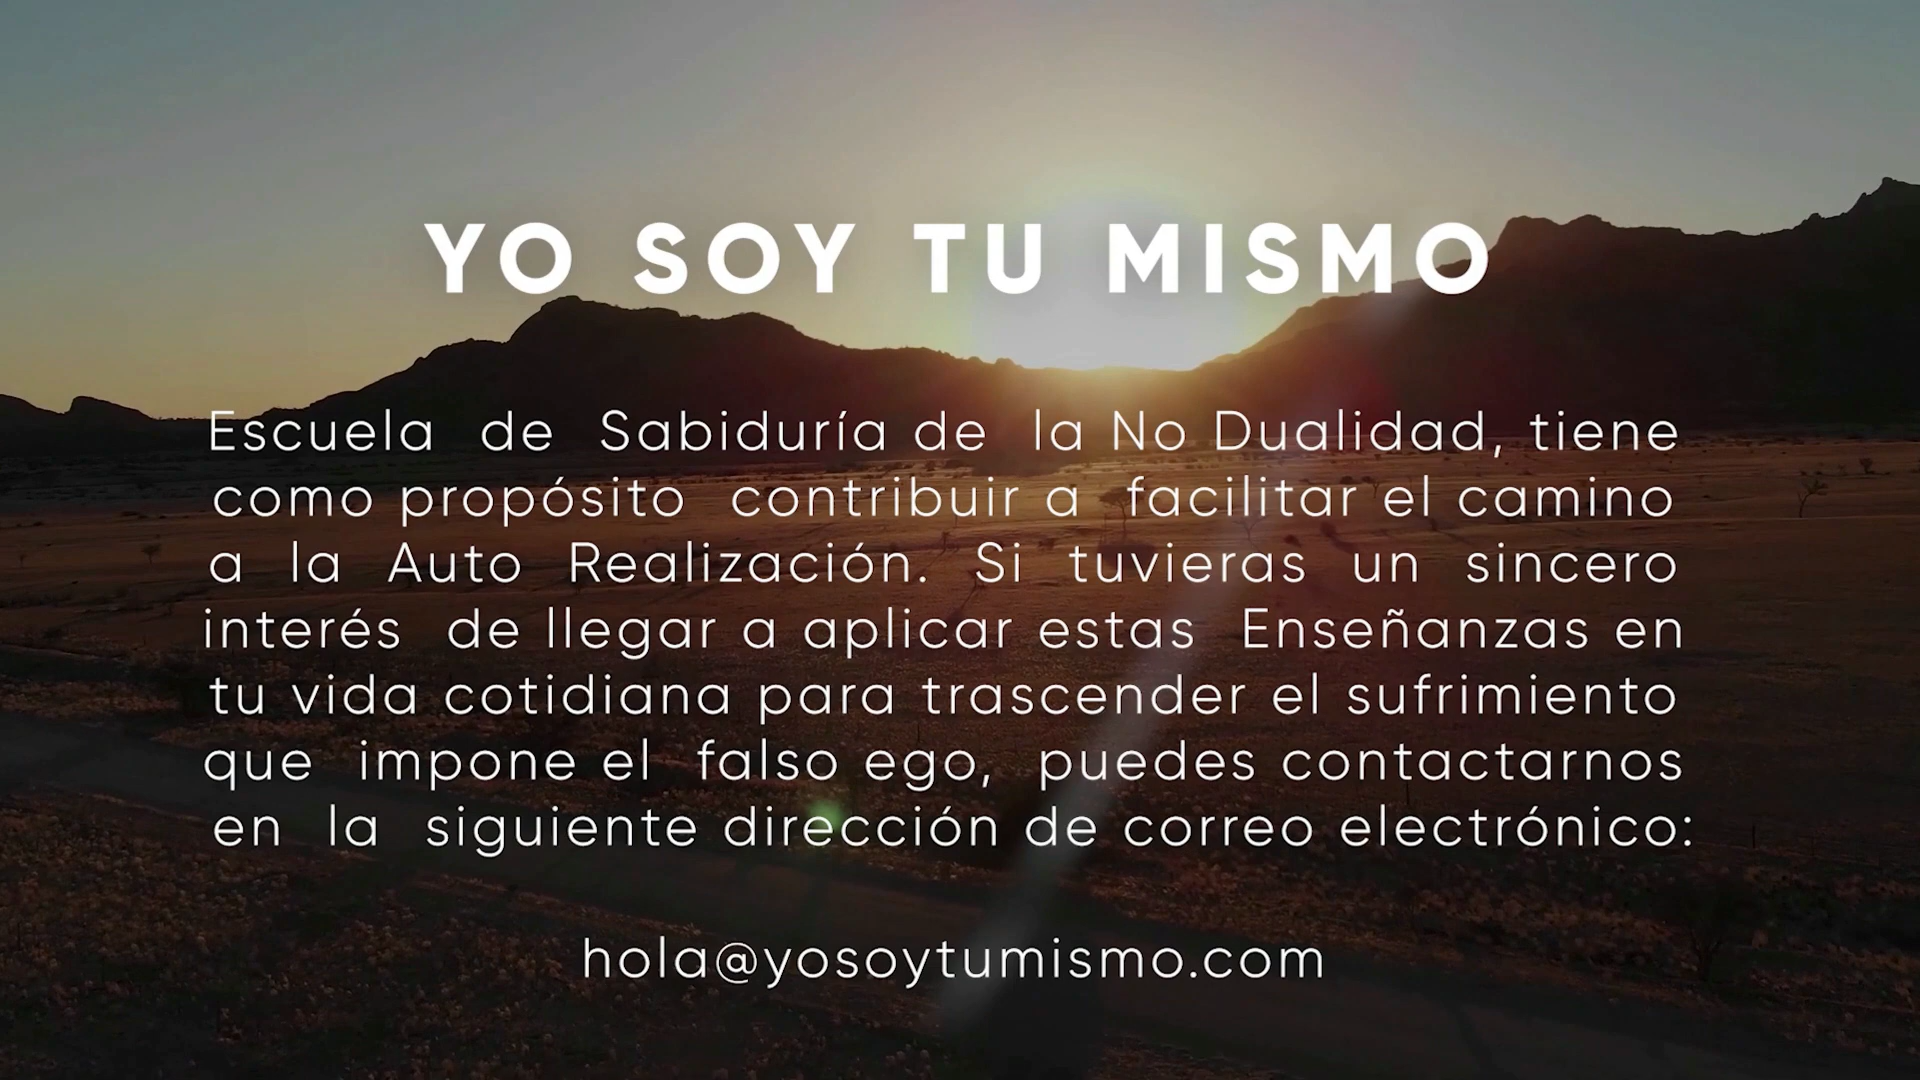 YO SOY TU MISMO
Escuela de Sabiduría de la No Dualidad, tiene
como propósito contribuir a facilitar el camino
a la Auto Realización. Si tuvieras un sincero
interés de llegar a aplicar estas Enseñanzas en
tu vida cotidiana para trascender el sufrimiento
que impone el falso ego, puedes contactarnos
en la siguiente dirección de correo electrónico:
hola@yosoytumismo.com